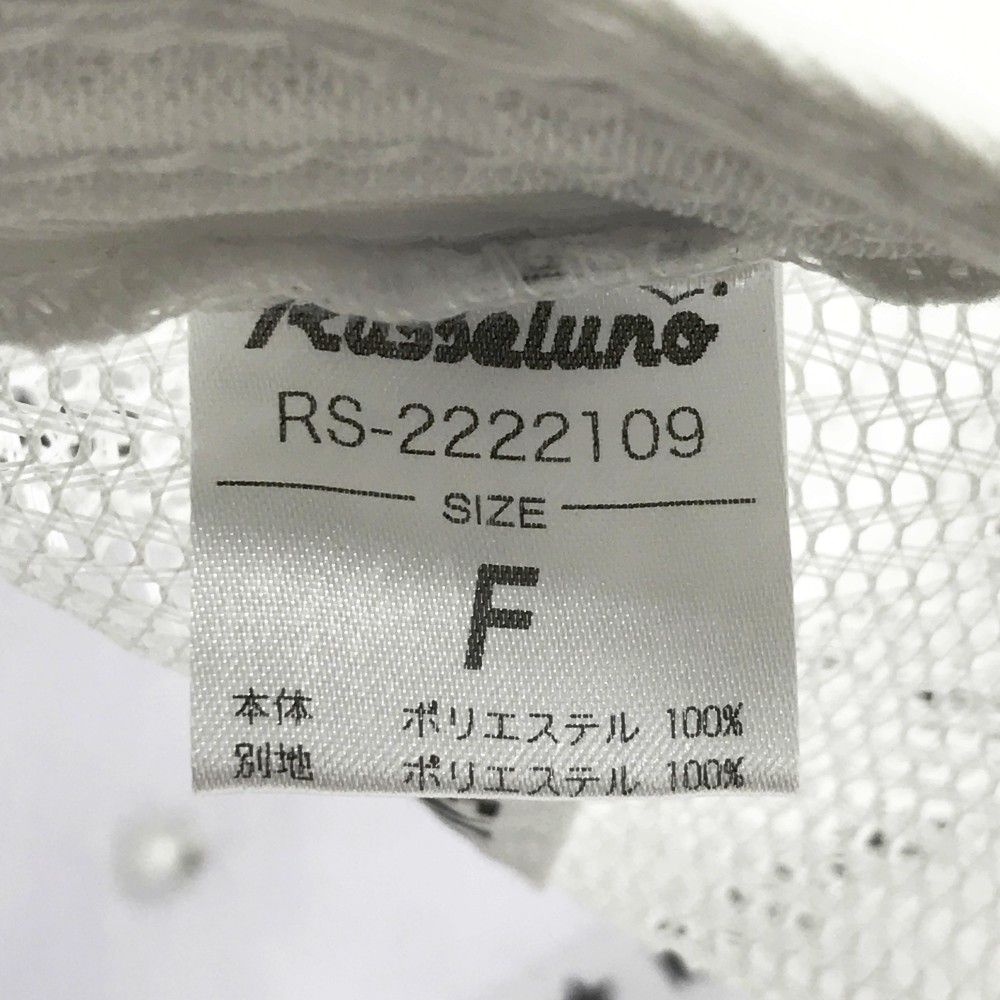 Russeluno
RS-2222109
SIZE
F
本体 ポリエステル 100%
別地 ポリエステル 100%